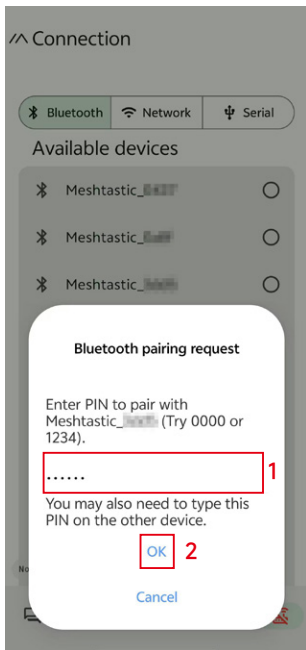 Connection
Bluetooth Network Serial
Available devices
Meshtastic_
Meshtastic_
Meshtastic_
Bluetooth pairing request
Enter PIN to pair with
Meshtastic_ (Try 0000 or
1234).
...... 1
You may also need to type this
PIN on the other device.
OK 2
No
Cancel